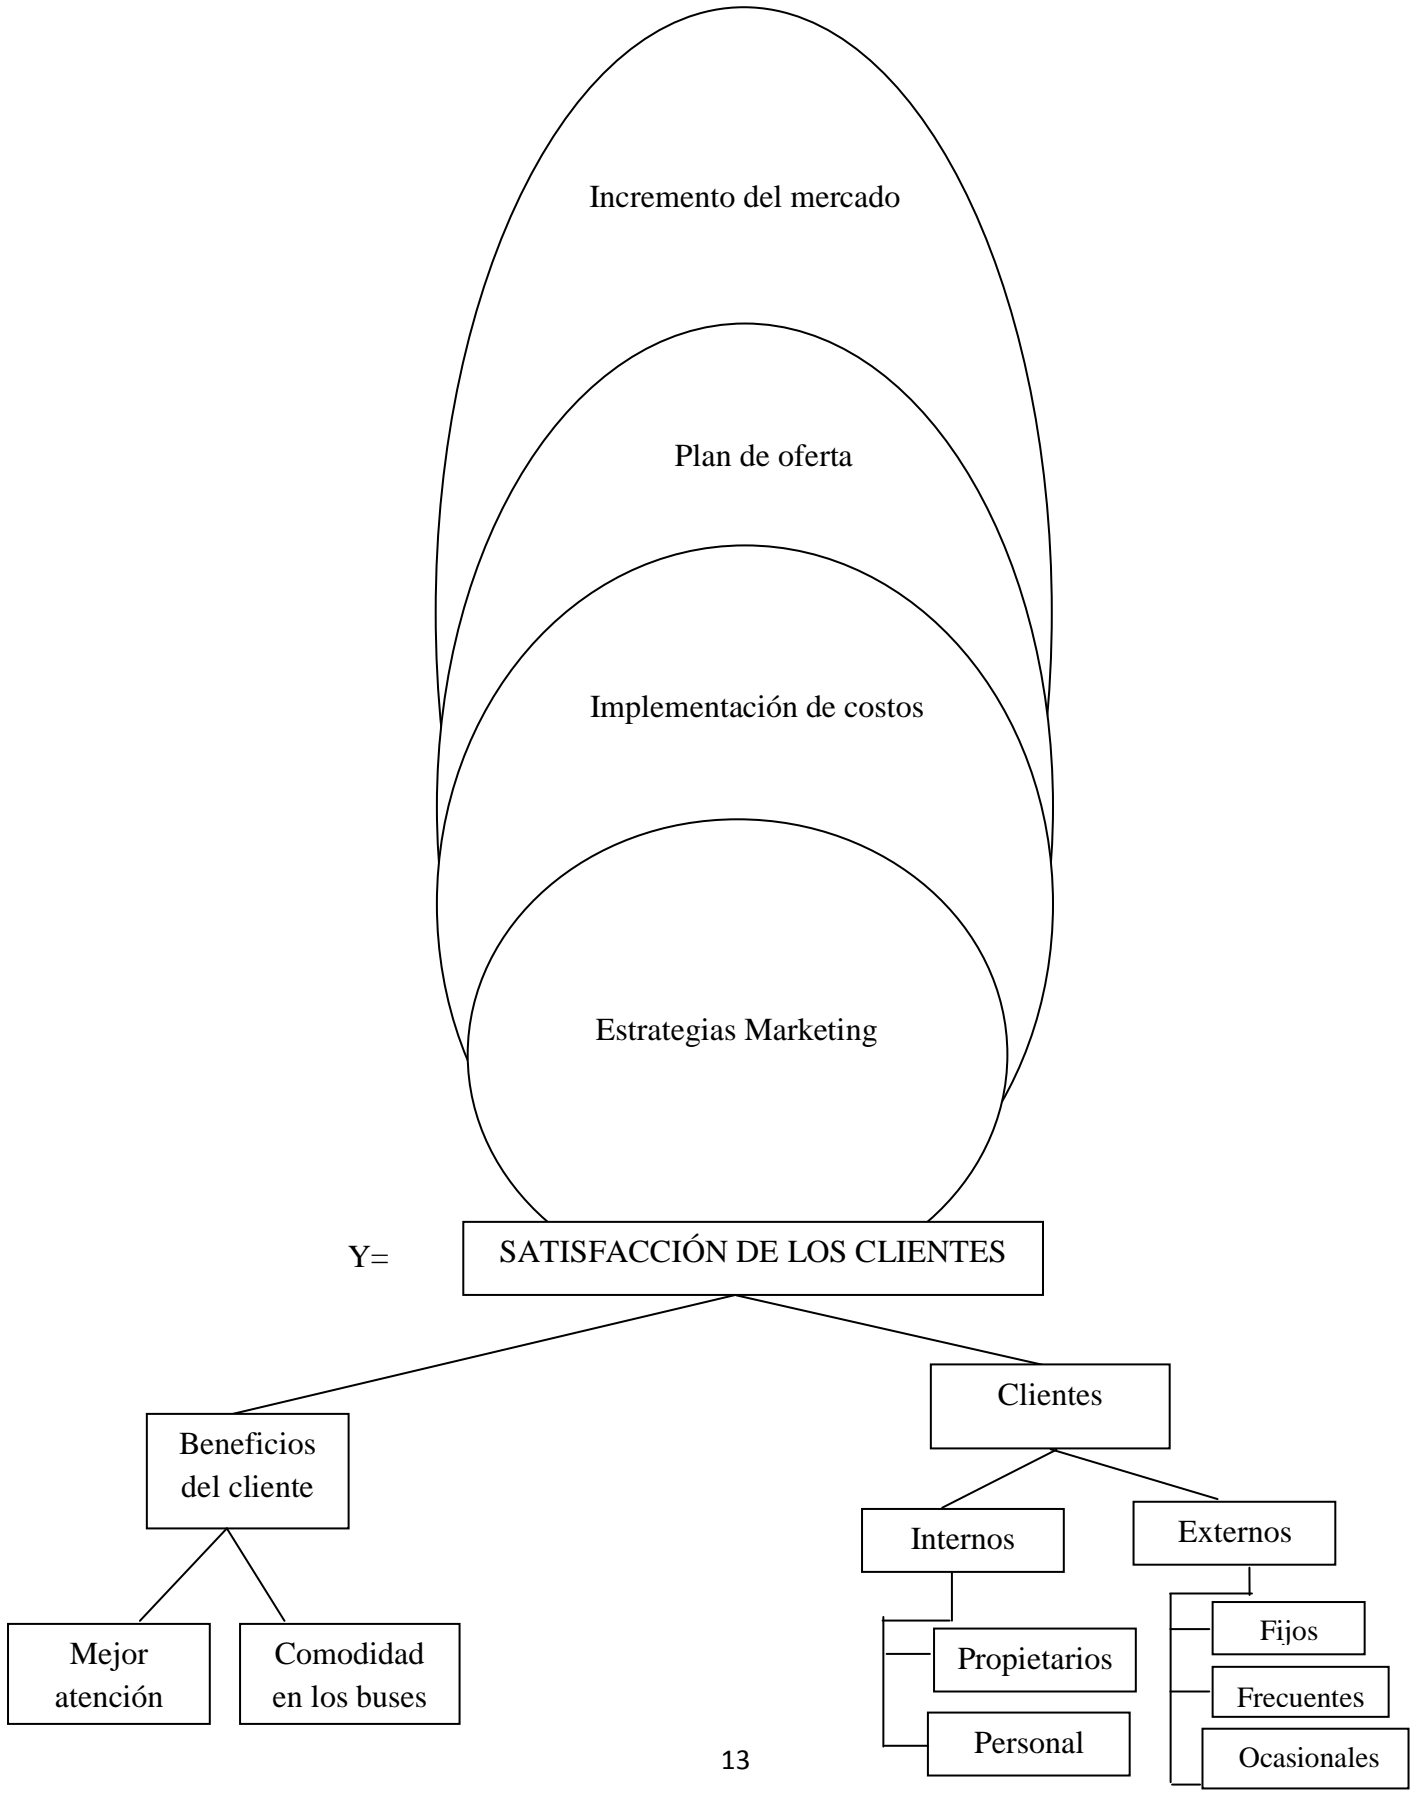 Incremento del mercado
Plan de oferta
Implementación de costos
Estrategias Marketing
Y=
SATISFACCIÓN DE LOS CLIENTES
Beneficios
del cliente
Mejor
atención
Comodidad
en los buses
Clientes
Internos
Propietarios
Personal
Externos
Fijos
Frecuentes
Ocasionales
13